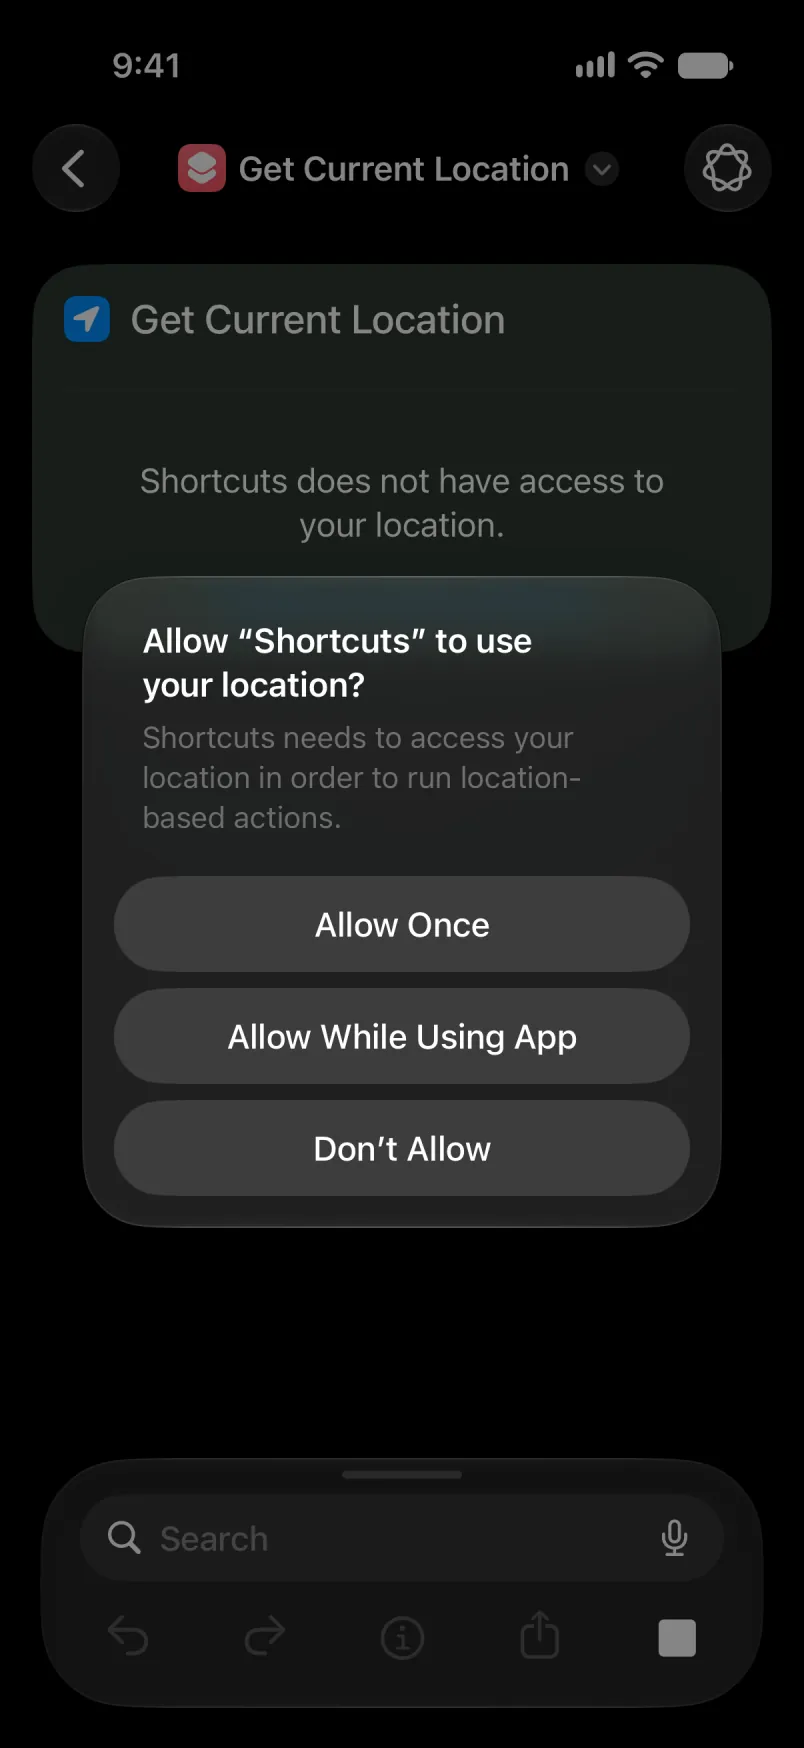 9:41
Get Current Location
Get Current Location
Shortcuts does not have access to
your location.
Allow “Shortcuts” to use
your location?
Shortcuts needs to access your
location in order to run location-
based actions.
Allow Once
Allow While Using App
Don’t Allow
Search